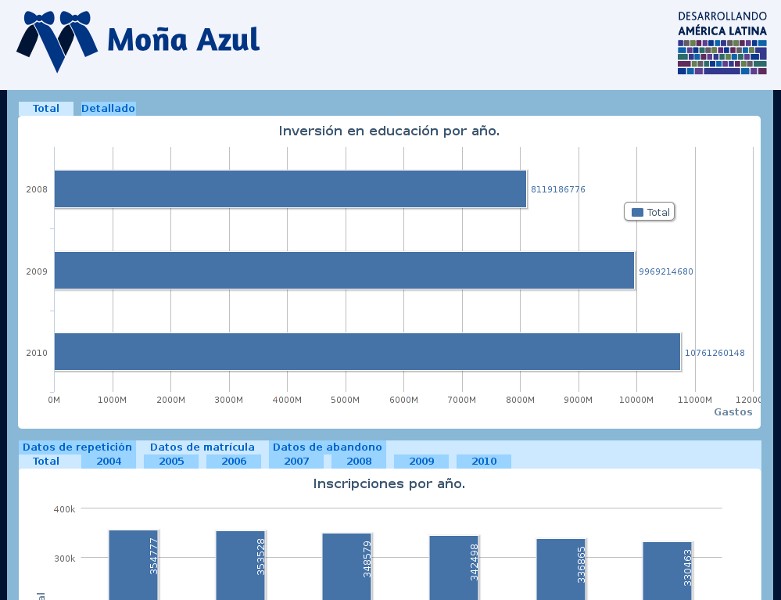 Moña Azul
DESARROLLANDO
AMÉRICA LATINA
Total Detallado
Inversión en educación por año.
2008 8119186776
Total
2009 9969214680
2010 10761260148
0M 1000M 2000M 3000M 4000M 5000M 6000M 7000M 8000M 9000M 10000M 11000M 12000
Gastos
Datos de repetición Datos de matrícula Datos de abandono
Total 2004 2005 2006 2007 2008 2009 2010
Inscripciones por año.
400k
300k
354777 353528 348579 342498 336865 330463
al